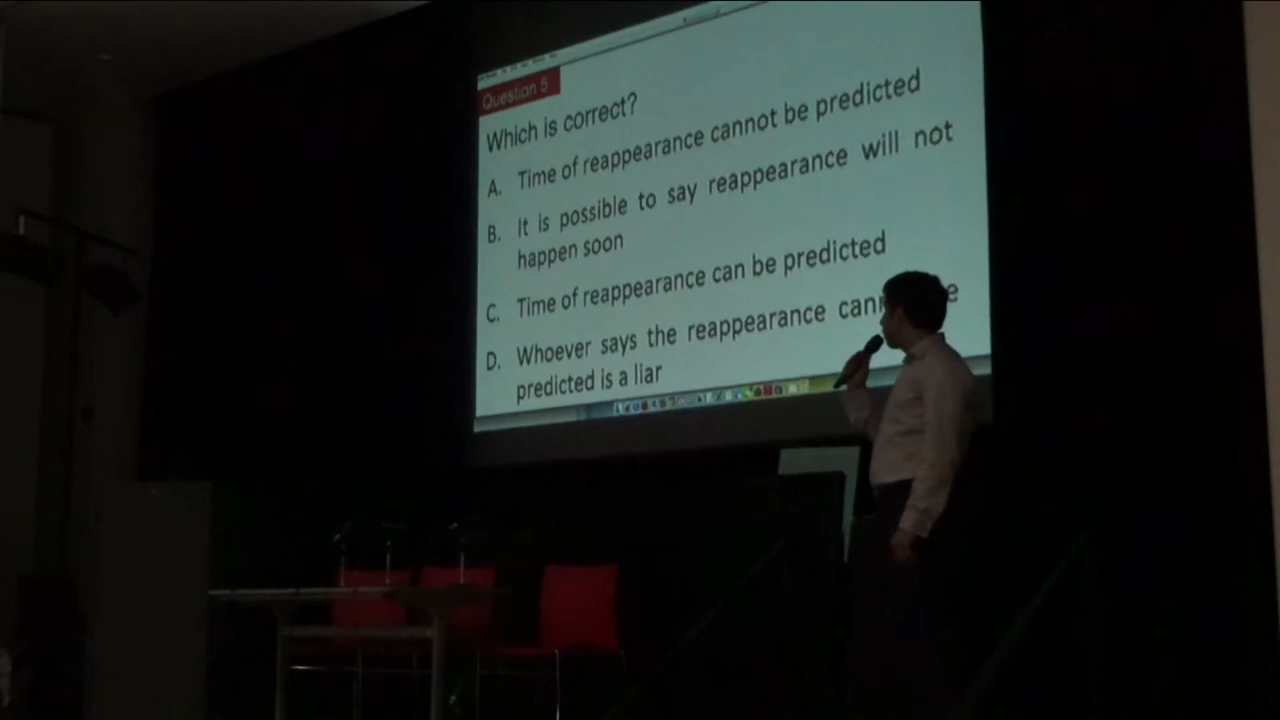 Question 5
Which is correct?
A. Time of reappearance cannot be predicted
B. It is possible to say reappearance will not
happen soon
C. Time of reappearance can be predicted
D. Whoever says the reappearance
predicted is a liar